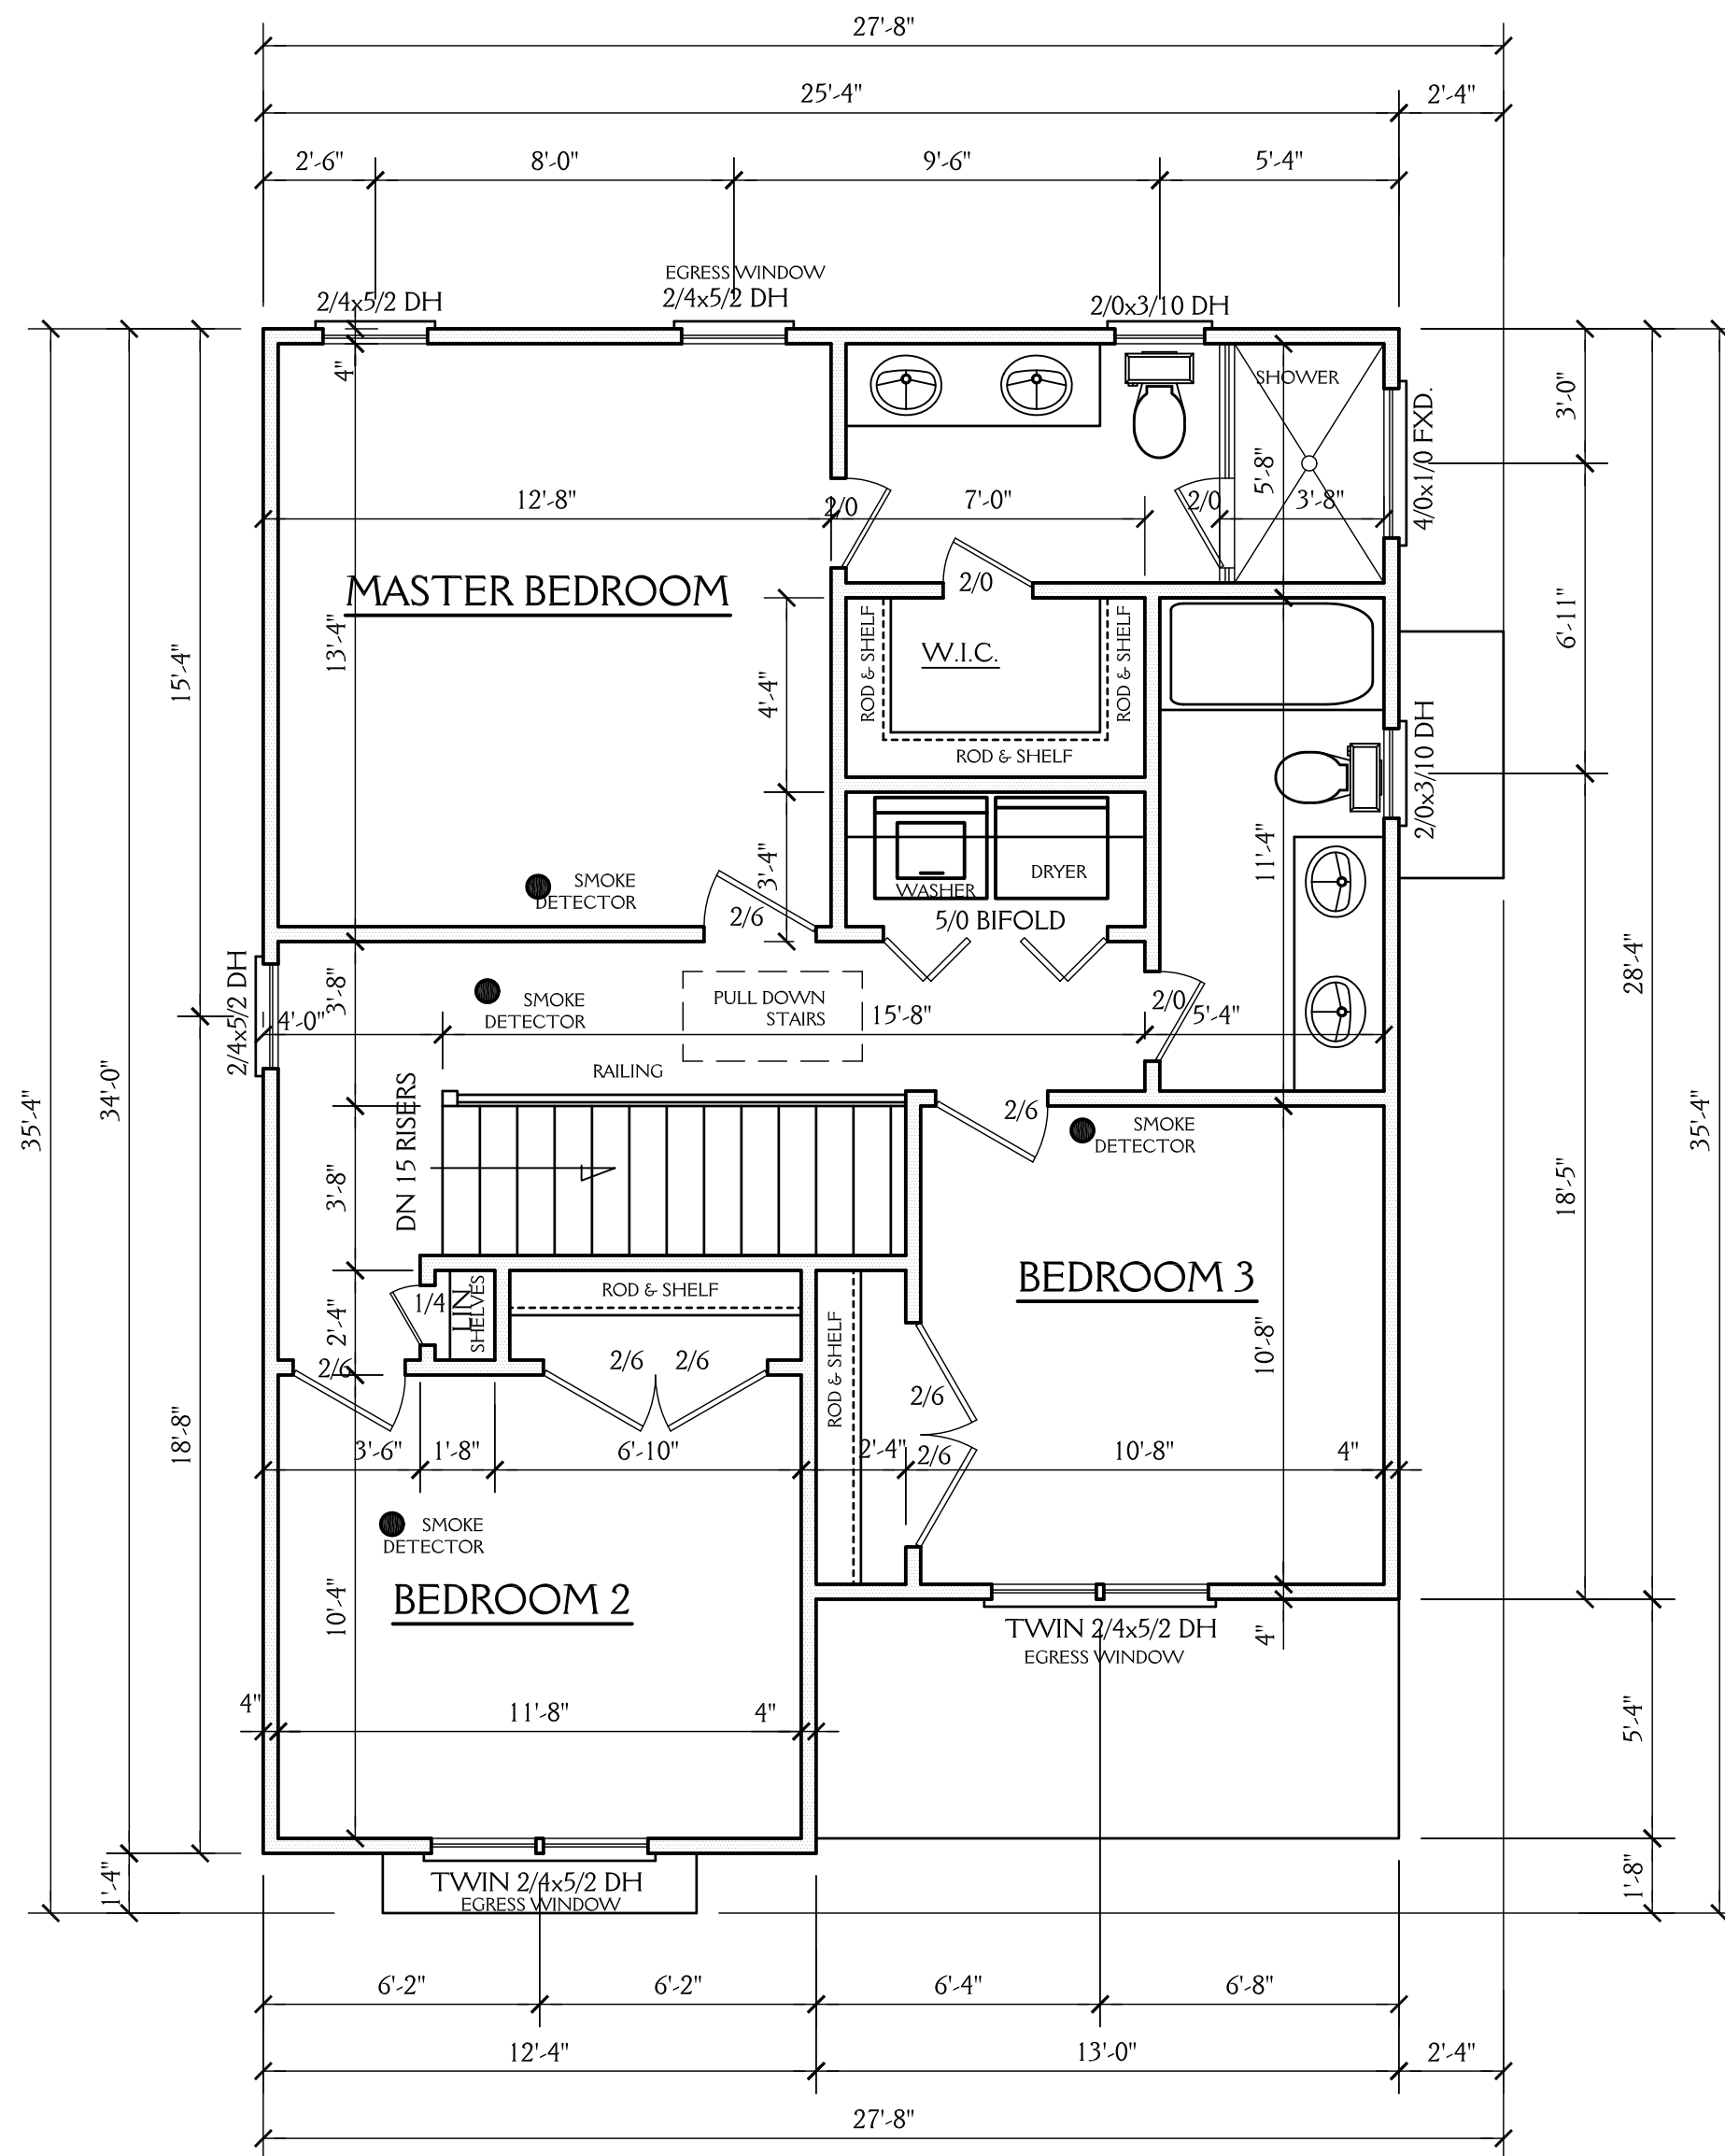 27'-8"
25'-4"
2'-4"
2'-6"
8'-0"
9'-6"
5'-4"
EGRESS WINDOW
2/4x5/2 DH
2/4x5/2 DH
2/0x3/10 DH
4"
SHOWER
3'-0"
4/0x1/0 FXD.
5'-8"
12'-8"
2/0
7'-0"
2/0
3'-8"
MASTER BEDROOM
2/0
13'-4"
15'-4"
ROD & SHELF
W.I.C.
ROD & SHELF
6'-11"
4'-4"
ROD & SHELF
2/0x3/10 DH
11'-4"
3'-4"
SMOKE
DETECTOR
WASHER
DRYER
2/6
5/0 BIFOLD
28'-4"
2/4x5/2 DH
3'-8"
SMOKE
DETECTOR
PULL DOWN
STAIRS
4'-0"
15'-8"
2/0
5'-4"
RAILING
35'-4"
34'-0"
35'-4"
DN 15 RISERS
2/6
SMOKE
DETECTOR
3'-8"
18'-5"
BEDROOM 3
1/4
LIN
SHELVES
ROD & SHELF
2'-4"
ROD & SHELF
10'-8"
2/6
2/6
2/6
2/6
18'-8"
3'-6"
1'-8"
6'-10"
2'-4"
2/6
10'-8"
4"
SMOKE
DETECTOR
10'-4"
BEDROOM 2
TWIN 2/4x5/2 DH
EGRESS WINDOW
4"
4"
11'-8"
4"
5'-4"
1'-4"
TWIN 2/4x5/2 DH
EGRESS WINDOW
1'-8"
6'-2"
6'-2"
6'-4"
6'-8"
12'-4"
13'-0"
2'-4"
27'-8"